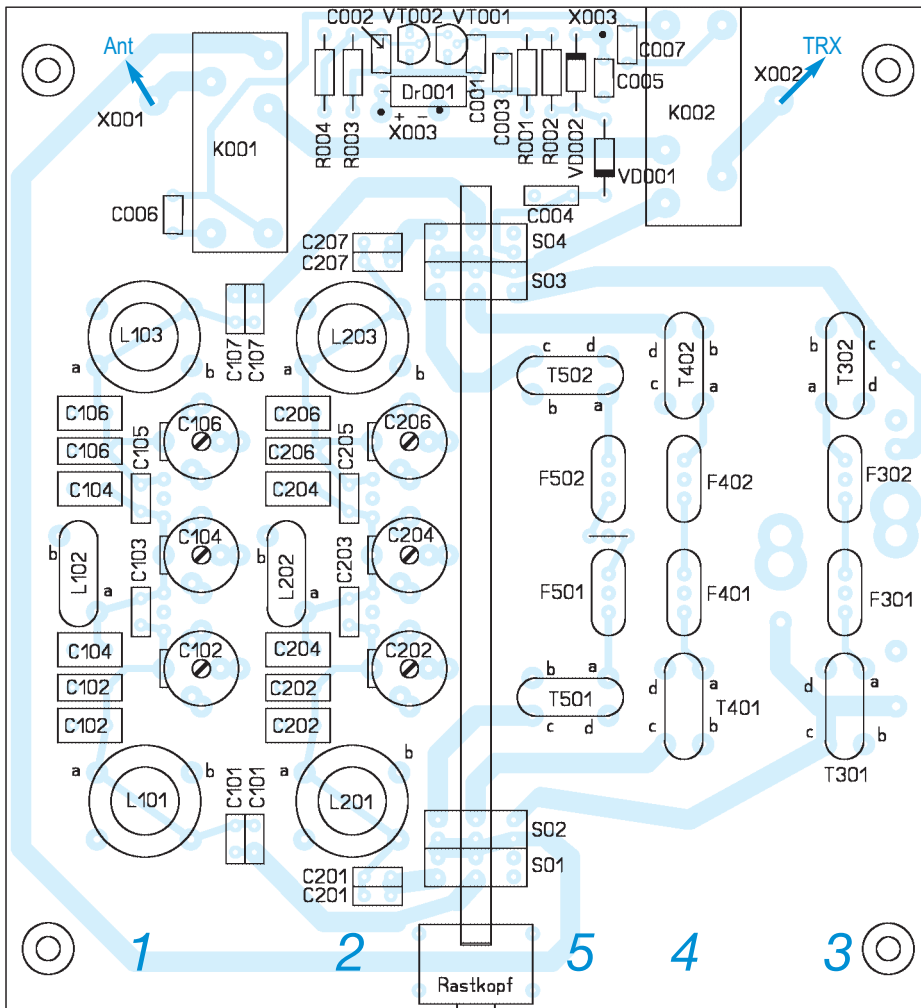 C002 VT002 VT001 X003
Ant
C007
TRX
X002
C005
Dr001
C001
C003
X001
+ -
X003
K001
K002
R004
R003
R001
R002
VD002
VD001
C006
C004
C207
C207
S04
S03
L103
L203
C107
C107
a b a b
c d
T502
b a
d b
T402
c a
b c
T302
a d
C106
C106
C105
C206
C206
C205
C106
C206
C104
C204
F502
F402
F302
b
L102
a
C103
C104
b
L202
a
C203
C204
F501
F401
F301
C104
C102
C204
C202
C102
C202
C102
C202
b a
T501
c d
d a
T401
c b
d a
T301
c b
a b a b
L101
L201
C101
C101
S02
S01
C201
C201
1 2 5 4 3
Rastkopf